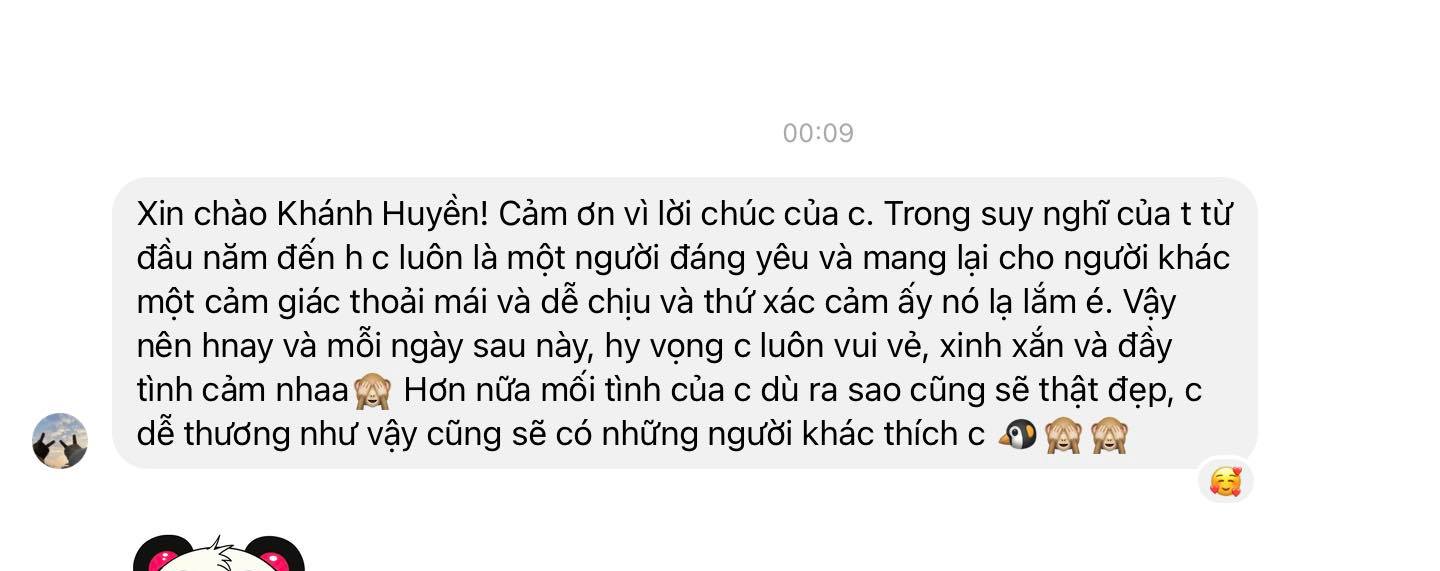 00:09
Xin chào Khánh Huyền! Cảm ơn vì lời chúc của c. Trong suy nghĩ của t từ
đầu năm đến h c luôn là một người đáng yêu và mang lại cho người khác
một cảm giác thoải mái và dễ chịu và thứ xác cảm ấy nó lạ lắm é. Vậy
nên hnay và mỗi ngày sau này, hy vọng c luôn vui vẻ, xinh xắn và đầy
tình cảm nhaa🙈 Hơn nữa mối tình của c dù ra sao cũng sẽ thật đẹp, c
dễ thương như vậy cũng sẽ có những người khác thích c 🐧🙈🙈